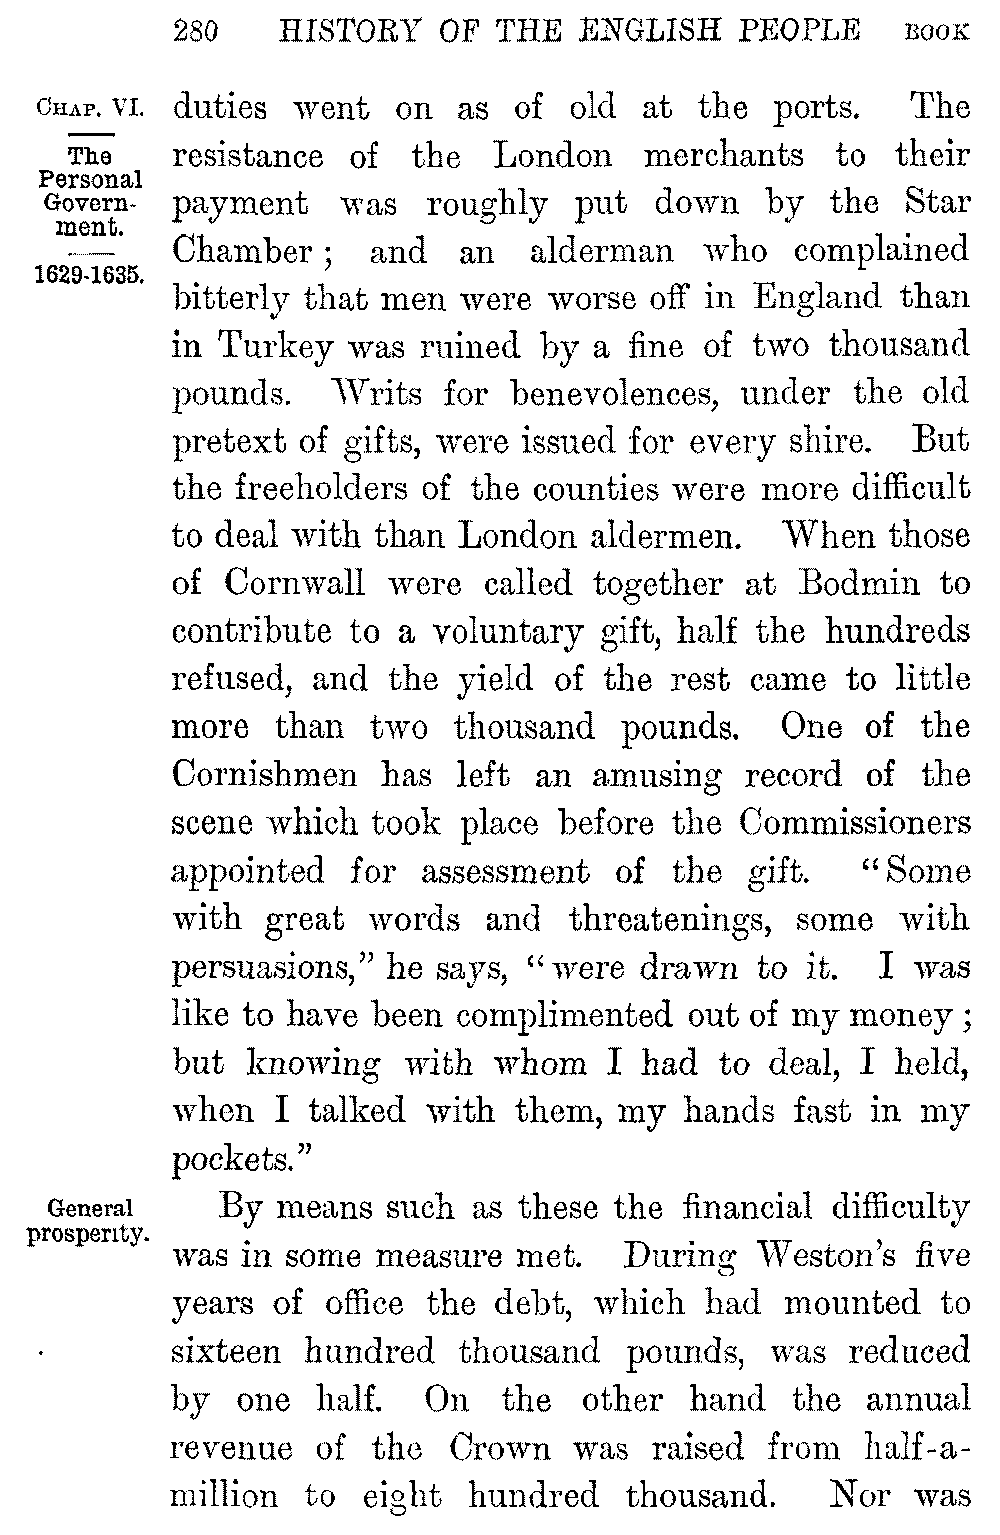 280 HISTORY OF THE ENGLISH PEOPLE BOOK
CHAP. VI.
The
Personal
Govern-
ment.
1629-1635.
duties went on as of old at the ports. The
resistance of the London merchants to their
payment was roughly put down by the Star
Chamber ; and an alderman who complained
bitterly that men were worse off in England than
in Turkey was ruined by a fine of two thousand
pounds. Writs for benevolences, under the old
pretext of gifts, were issued for every shire. But
the freeholders of the counties were more difficult
to deal with than London aldermen. When those
of Cornwall were called together at Bodmin to
contribute to a voluntary gift, half the hundreds
refused, and the yield of the rest came to little
more than two thousand pounds. One of the
Cornishmen has left an amusing record of the
scene which took place before the Commissioners
appointed for assessment of the gift. “Some
with great words and threatenings, some with
persuasions,” he says, “were drawn to it. I was
like to have been complimented out of my money ;
but knowing with whom I had to deal, I held,
when I talked with them, my hands fast in my
pockets.”
General
prosperity.
By means such as these the financial difficulty
was in some measure met. During Weston’s five
years of office the debt, which had mounted to
sixteen hundred thousand pounds, was reduced
by one half. On the other hand the annual
revenue of the Crown was raised from half-a-
million to eight hundred thousand. Nor was